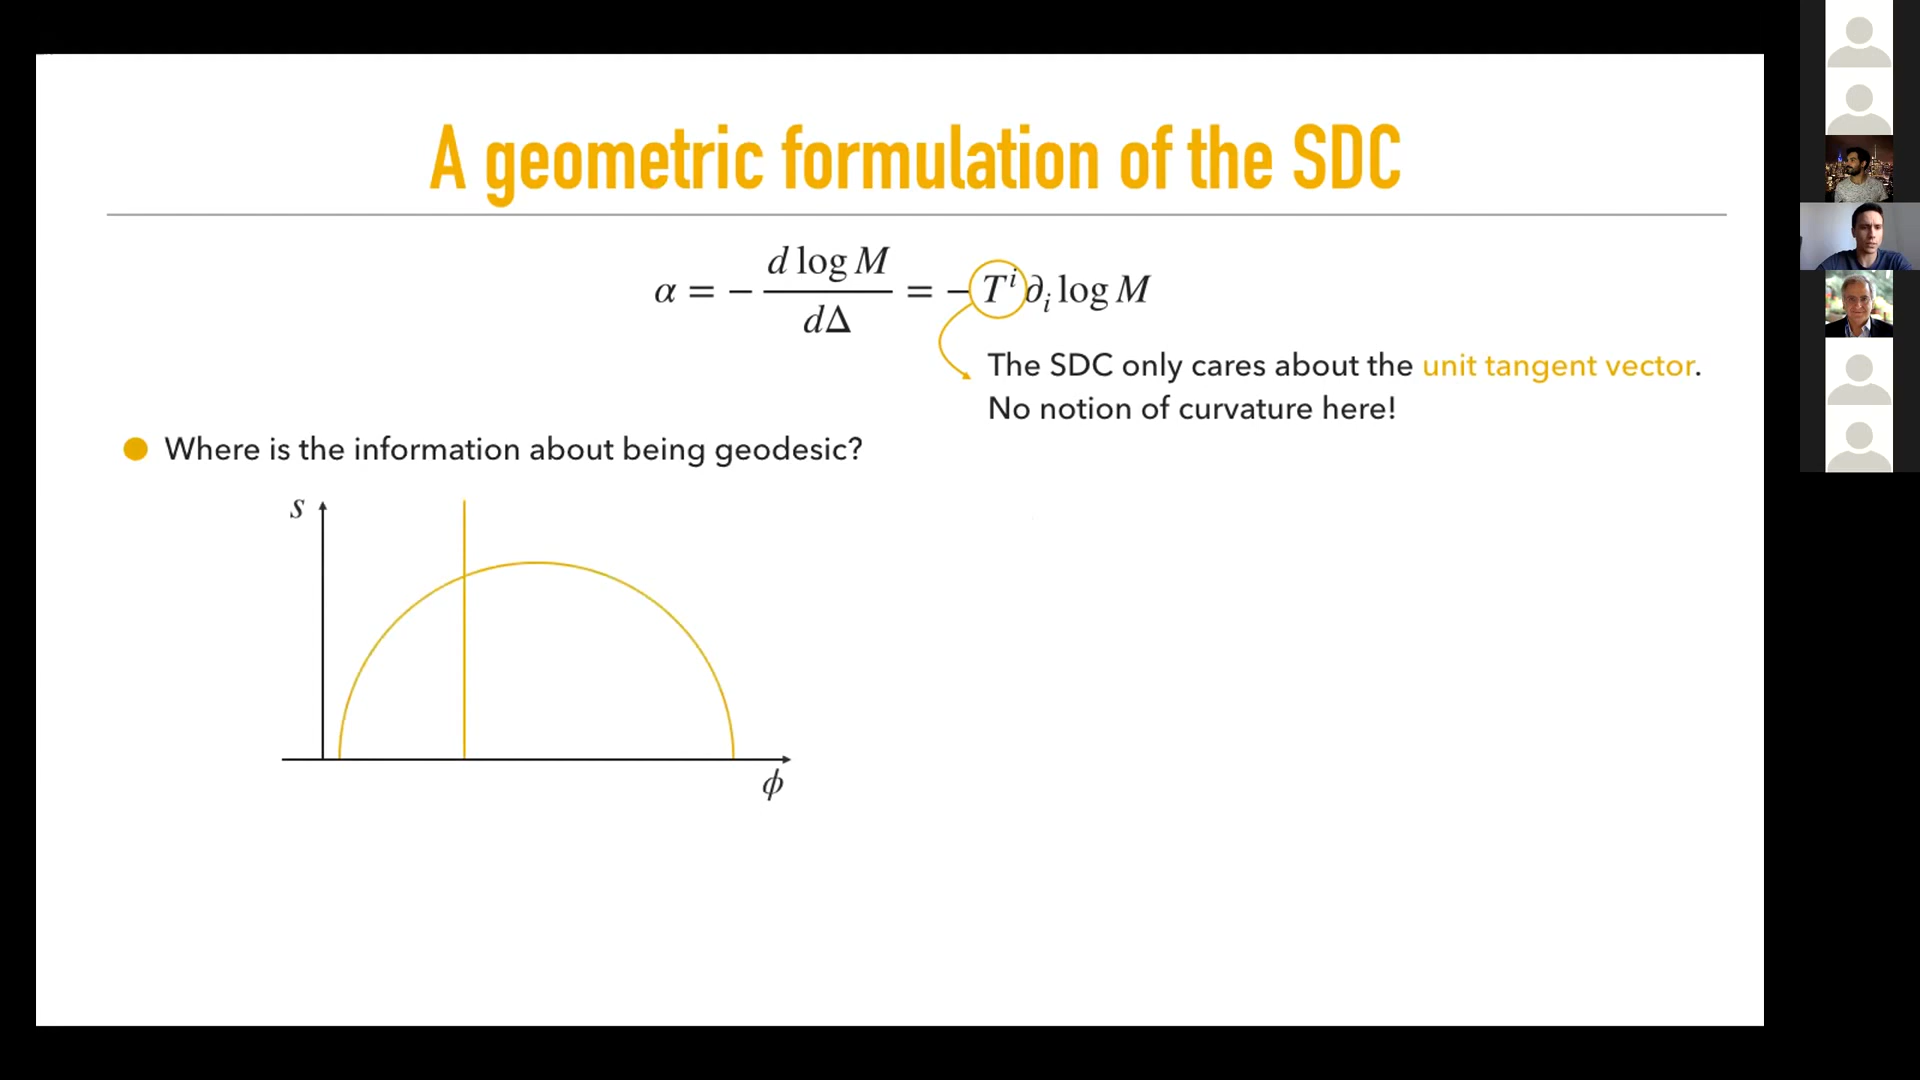 A geometric formulation of the SDC
α = − d log M / dΔ = − Tⁱ ∂ᵢ log M
The SDC only cares about the unit tangent vector.
No notion of curvature here!
Where is the information about being geodesic?
s
ϕ